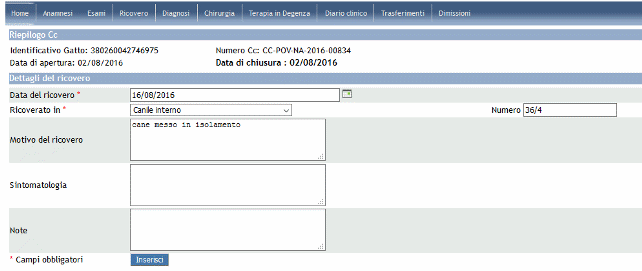 Home Anamnesi Esami Ricovero Diagnosi Chirurgia Terapia in Degenza Diario clinico Trasferimenti Dimissioni
Riepilogo Cc
Identificativo Gatto: 380260042746975 Numero Cc: CC-POV-NA-2016-00834
Data di apertura: 02/08/2016 Data di chiusura : 02/08/2016
Dettagli del ricovero
Data del ricovero * 16/08/2016
Ricoverato in * Canile interno Numero 36/4
Motivo del ricovero cane messo in isolamento
Sintomatologia
Note
* Campi obbligatori Inserisci